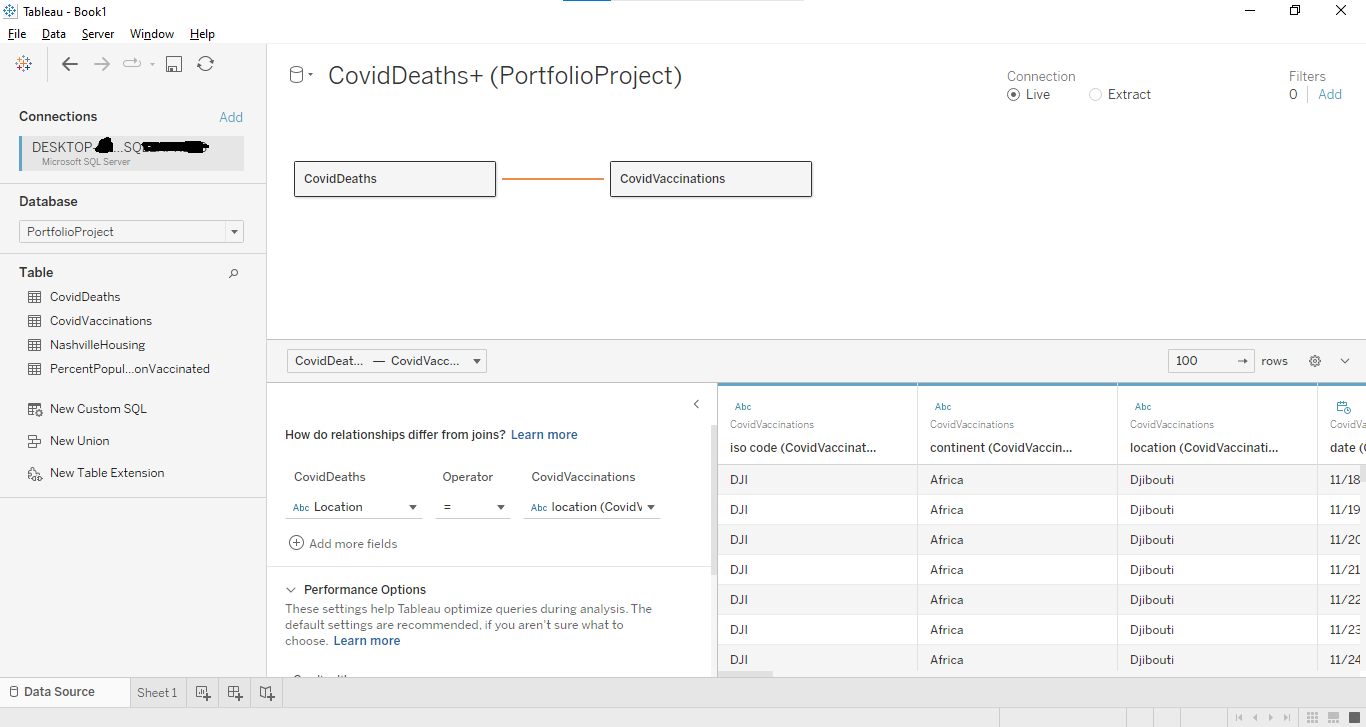 Tableau - Book1
File Data Server Window Help
CovidDeaths+ (PortfolioProject)
Connection
Live
Extract
Filters
0 Add
Connections
Add
DESKTOP- ...SQ
Microsoft SQL Server
Database
PortfolioProject
Table
CovidDeaths
CovidVaccinations
NashvilleHousing
PercentPopul...onVaccinated
New Custom SQL
New Union
New Table Extension
CovidDeaths
CovidVaccinations
CovidDeat... — CovidVacc...
100 → rows
How do relationships differ from joins? Learn more
CovidDeaths Operator CovidVaccinations
Abc Location = Abc location (CovidV
Add more fields
Performance Options
These settings help Tableau optimize queries during analysis. The
default settings are recommended, if you aren't sure what to
choose. Learn more
Abc Abc Abc
CovidVaccinations CovidVaccinations CovidVaccinations CovidVa
iso code (CovidVaccinat... continent (CovidVaccin... location (CovidVaccinati... date (C
DJI Africa Djibouti 11/18
DJI Africa Djibouti 11/19
DJI Africa Djibouti 11/20
DJI Africa Djibouti 11/21
DJI Africa Djibouti 11/22
DJI Africa Djibouti 11/23
DJI Africa Djibouti 11/24
Data Source Sheet 1